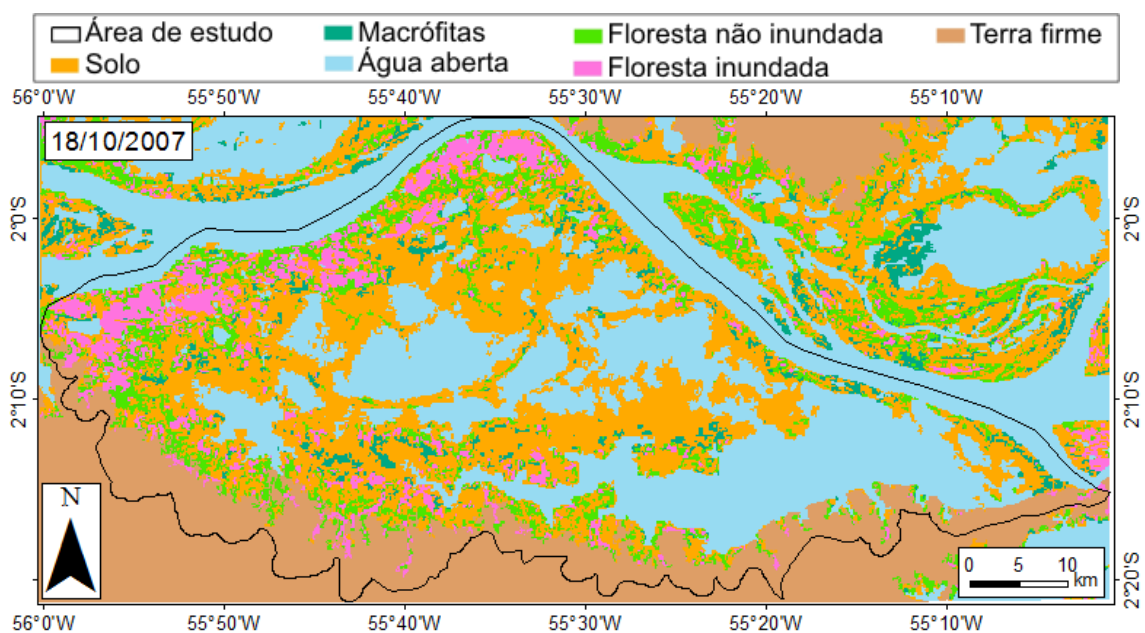 Área de estudo Macrófitas Floresta não inundada Terra firme
Solo Água aberta Floresta inundada
56°0'W 55°50'W 55°40'W 55°30'W 55°20'W 55°10'W
18/10/2007
2°0'S 2°0'S
2°10'S 2°10'S
N
0 5 10
km
2°20'S
56°0'W 55°50'W 55°40'W 55°30'W 55°20'W 55°10'W